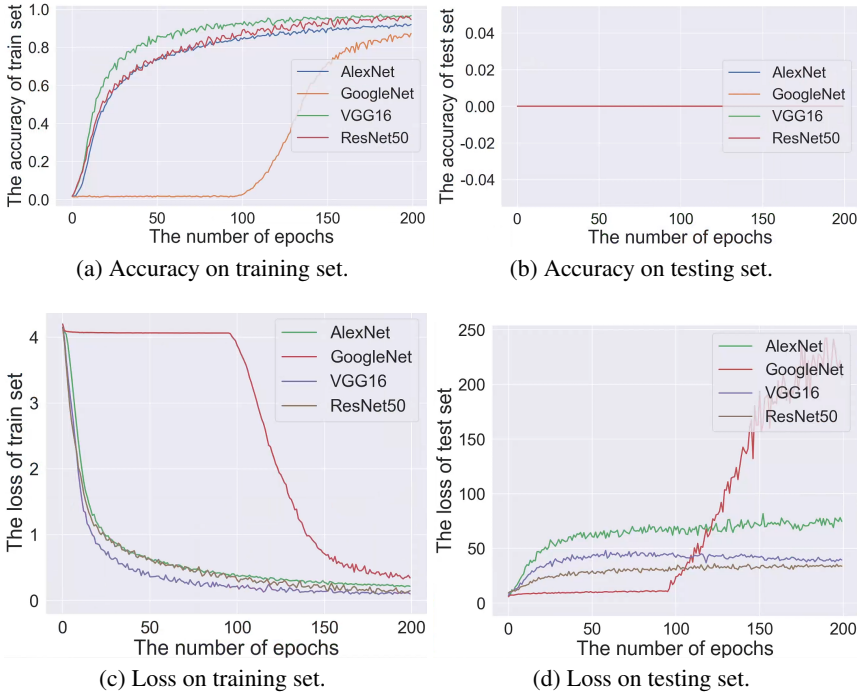 The accuracy of train set
1.0
0.8
0.6
0.4
0.2
0.0
AlexNet
GoogleNet
VGG16
ResNet50
0 50 100 150 200
The number of epochs
(a) Accuracy on training set.
The accuracy of test set
0.04
0.02
0.00
-0.02
-0.04
AlexNet
GoogleNet
VGG16
ResNet50
0 50 100 150 200
The number of epochs
(b) Accuracy on testing set.
The loss of train set
4
3
2
1
0
AlexNet
GoogleNet
VGG16
ResNet50
0 50 100 150 200
The number of epochs
(c) Loss on training set.
The loss of test set
250
200
150
100
50
0
AlexNet
GoogleNet
VGG16
ResNet50
0 50 100 150 200
The number of epochs
(d) Loss on testing set.